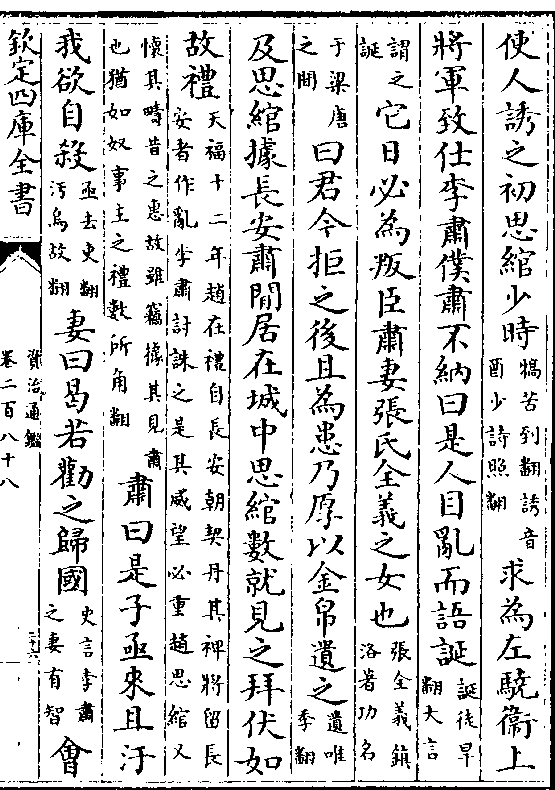 使人誘之初思綰少時犒苦到翻誘音酉少詩照翻求為左驍衞上
將軍致仕李肅僕肅不納曰是人目亂而語誕誕徒旱翻大言
謂之誕它日必為叛臣肅妻張氏全義之女也張全義鎮洛著功名
于梁唐之間曰君今拒之後且為患乃厚以金帛遺之遺唯季翻
及思綰據長安肅閒居在城中思綰數就見之拜伏如
故禮天福十二年趙在禮自長安朝契丹其裨將留長安者作亂李肅討誅之是其威望必重趙思綰又
懷其疇昔之惠故雖竊據其見肅也猶如奴事主之禮數所角翻肅曰是子亟來且汙
我欲自殺亟去吏翻汚烏故翻妻曰曷若勸之歸國史言李肅之妻有智會
欽定四庫全書
資治通鑑
卷二百八十八